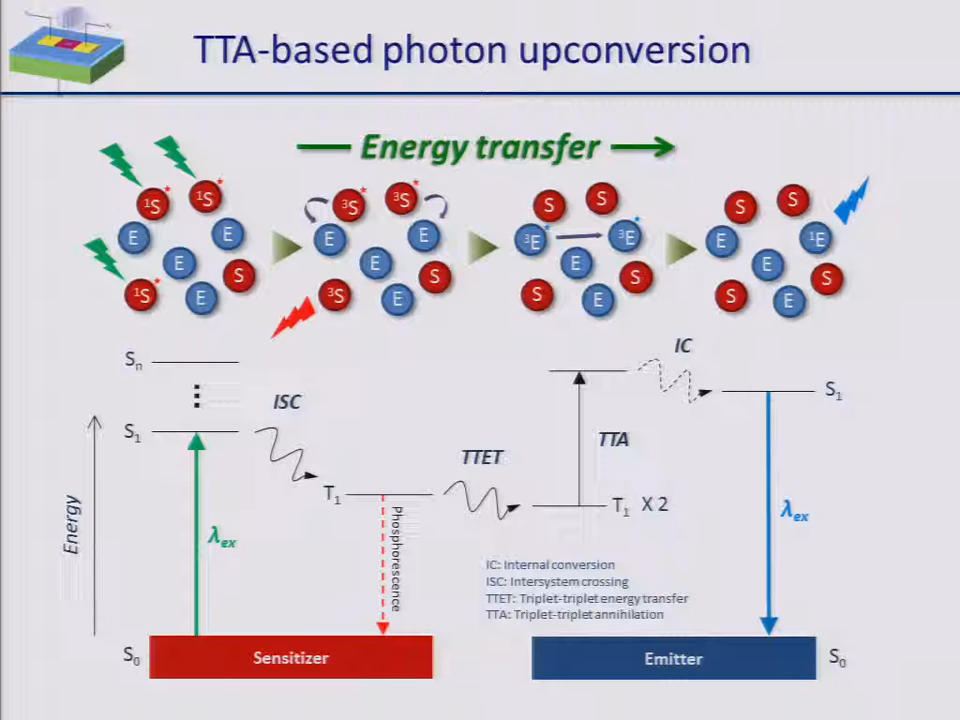 TTA-based photon upconversion
Energy transfer
¹S* ¹S* ³S* ³S* S S S S
E E E E ³E* ³E* E ¹E
E S E S E S E S
¹S* E ³S E S E S E
Sₙ
S₁
ISC
T₁
TTET
IC
S₁
TTA
T₁ X 2
Energy
λex
Phosphorescence
λex
IC: Internal conversion
ISC: Intersystem crossing
TTET: Triplet-triplet energy transfer
TTA: Triplet-triplet annihilation
S₀
Sensitizer
Emitter
S₀